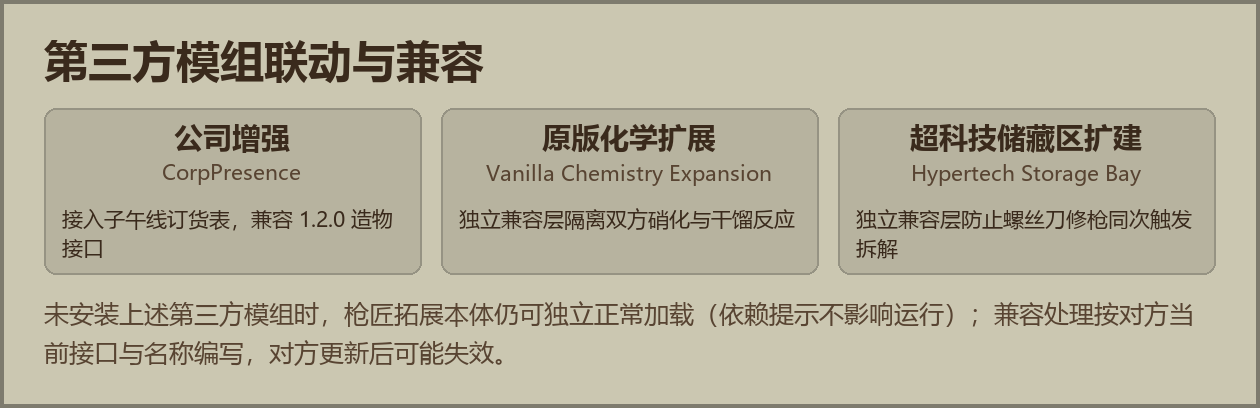 第三方模组联动与兼容
公司增强
CorpPresence
接入子午线订货表，兼容 1.2.0 造物
接口
原版化学扩展
Vanilla Chemistry Expansion
独立兼容层隔离双方硝化与干馏反应
超科技储藏区扩建
Hypertech Storage Bay
独立兼容层防止螺丝刀修枪同次触发
拆解
未安装上述第三方模组时，枪匠拓展本体仍可独立正常加载（依赖提示不影响运行）；兼容处理按对方当
前接口与名称编写，对方更新后可能失效。